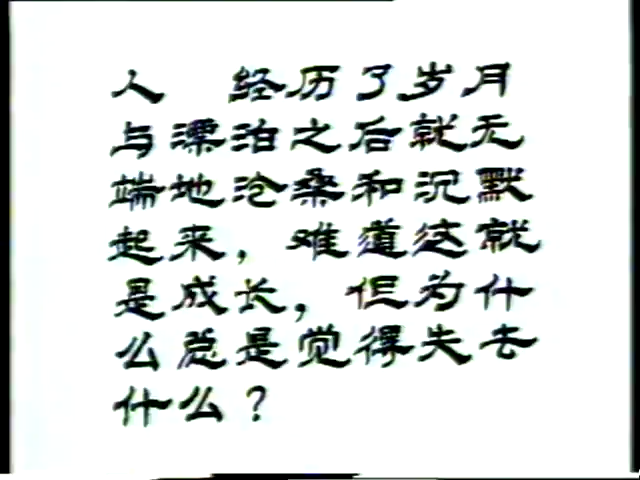 人 经历了岁月
与漂泊之后就无
端地沧桑和沉默
起来，难道这就
是成长，但为什
么总是觉得失去
什么？